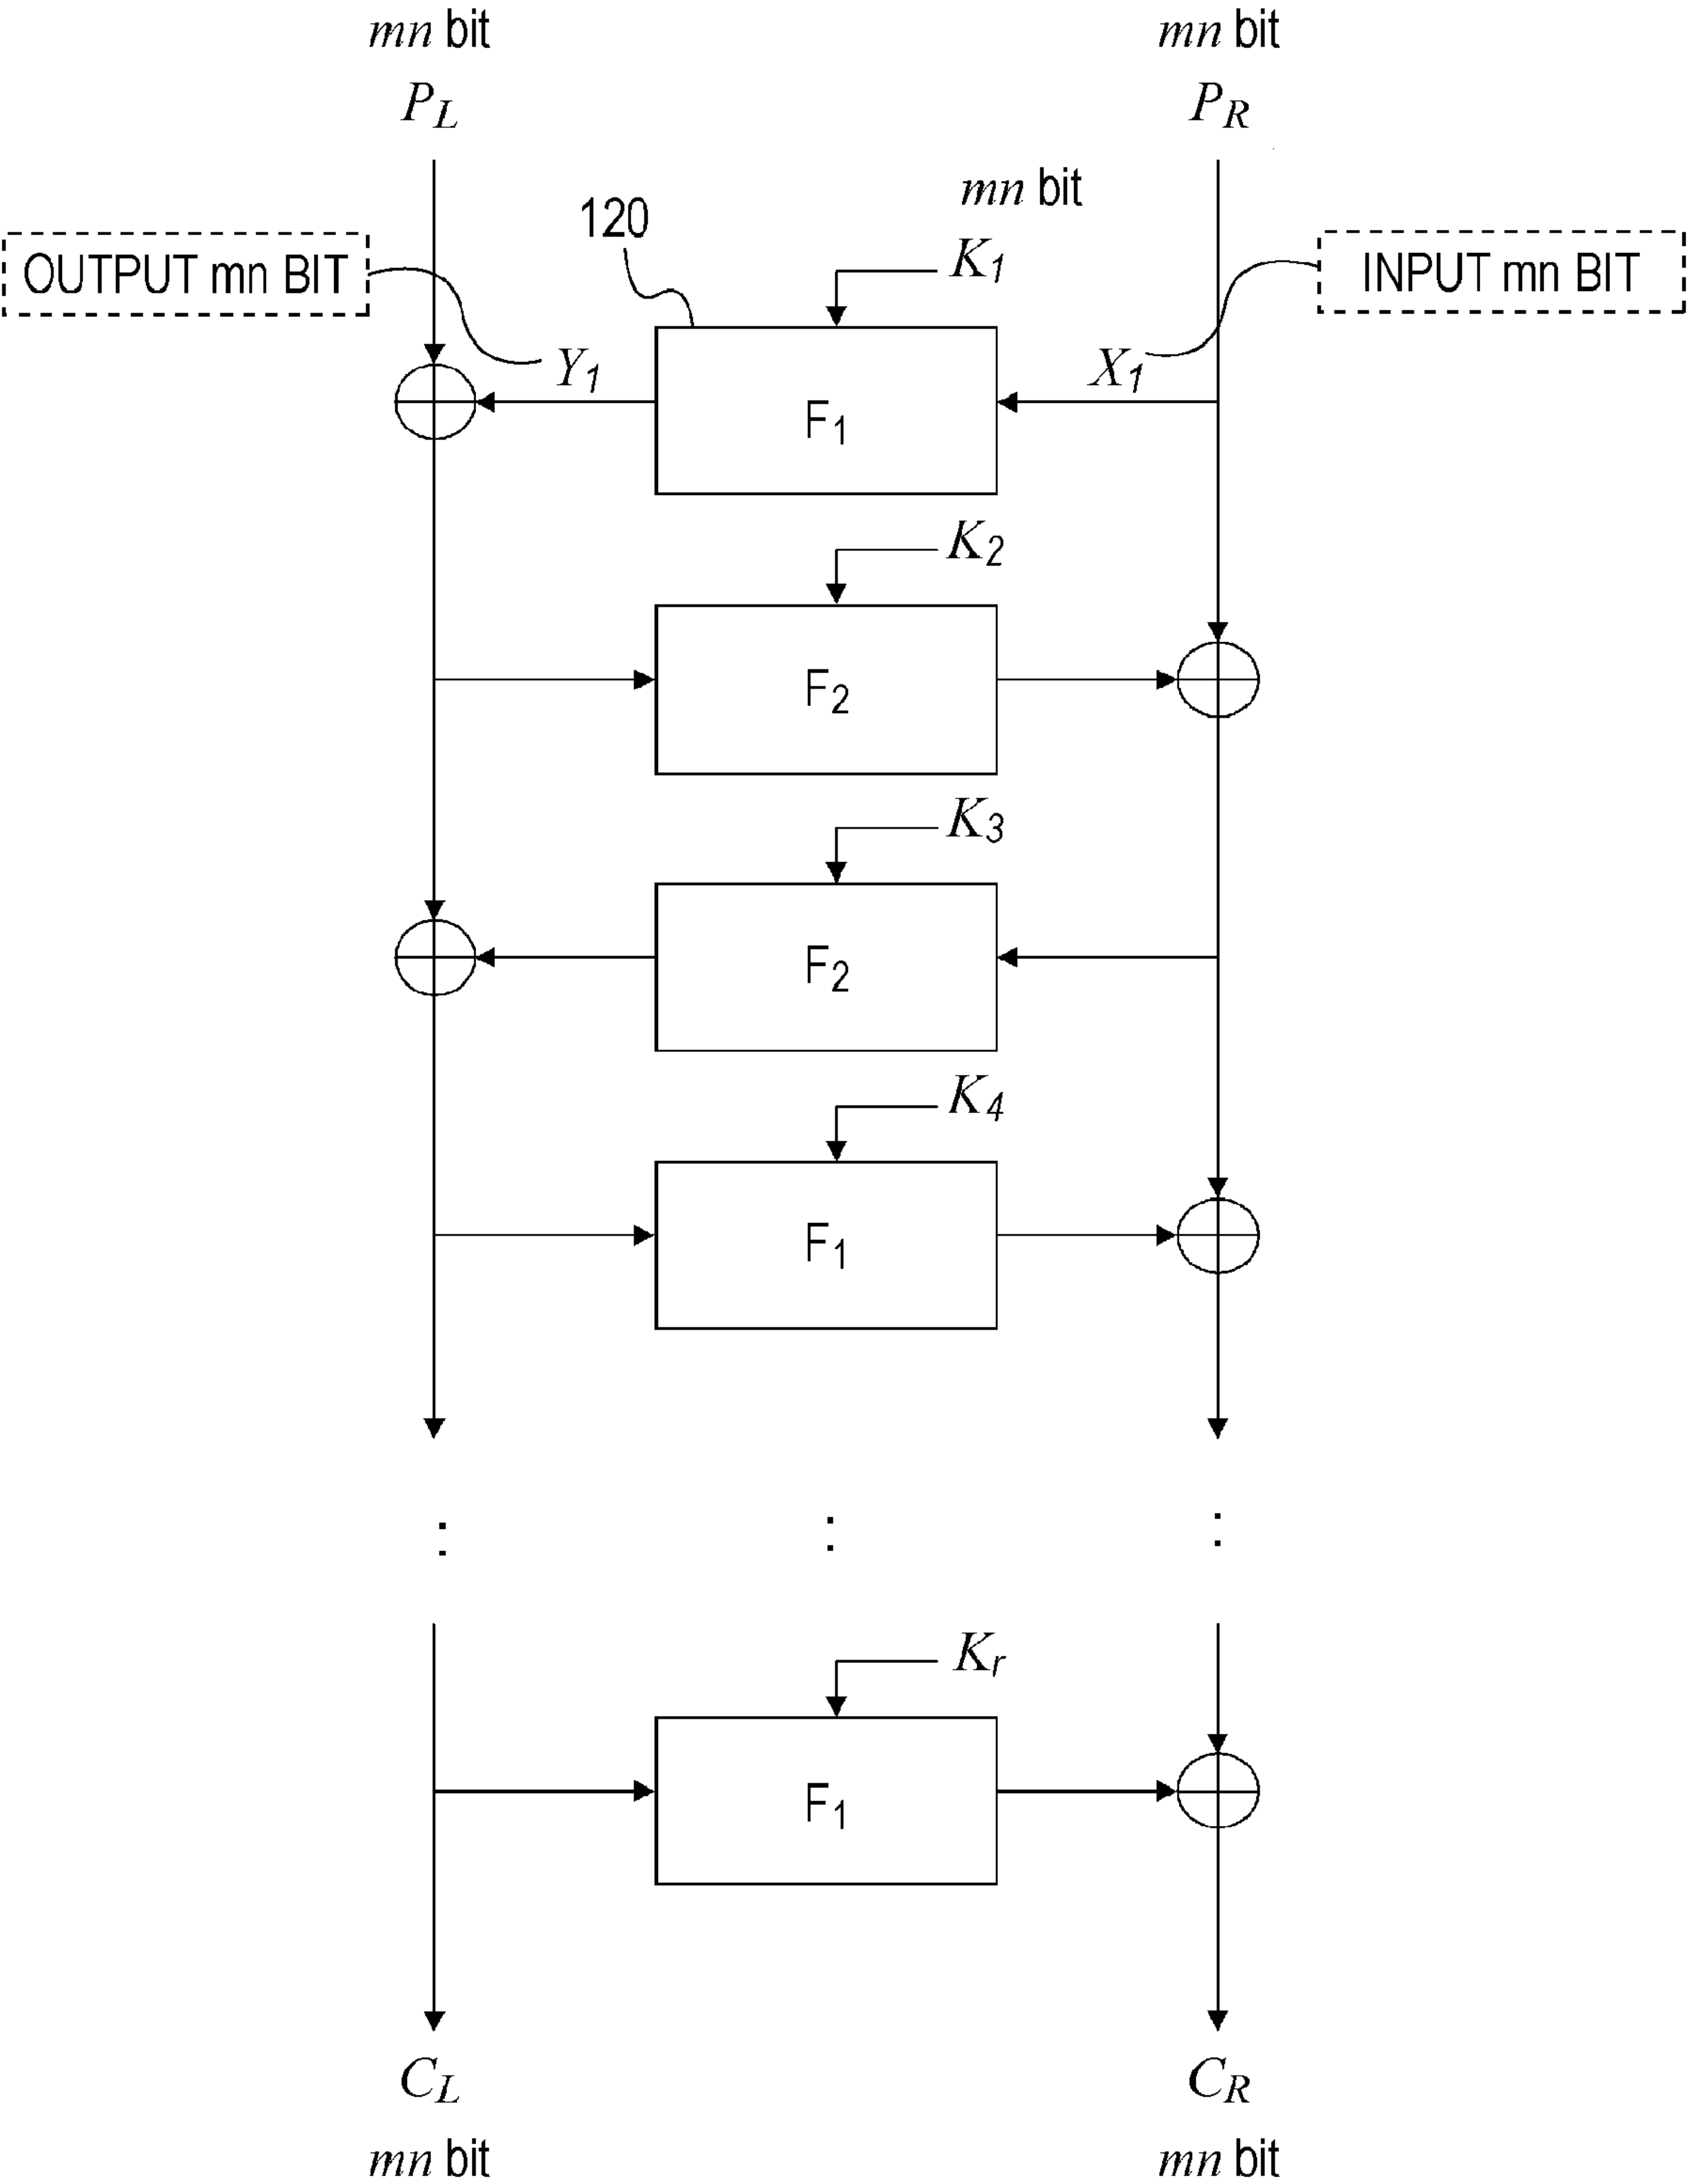 mn bit
mn bit
P_L
P_R
mn bit
120
K_1
OUTPUT mn BIT
INPUT mn BIT
Y_1
X_1
F_1
K_2
F_2
K_3
F_2
K_4
F_1
:
:
:
K_r
F_1
C_L
C_R
mn bit
mn bit